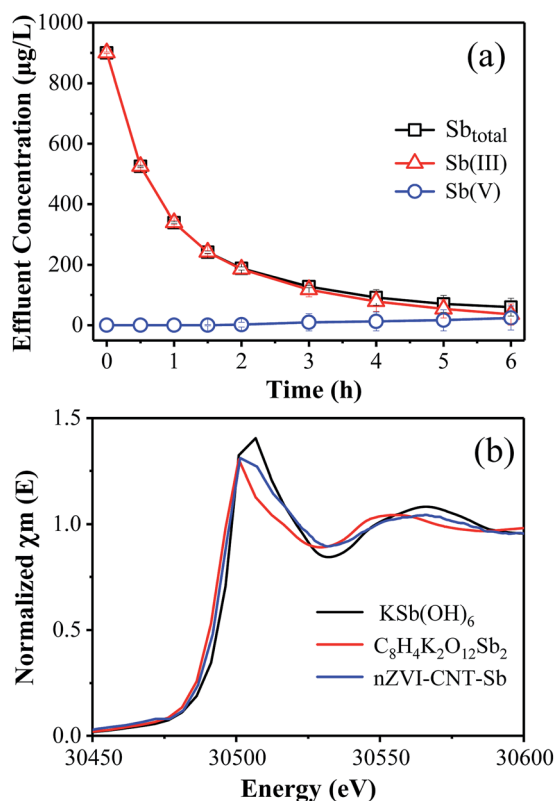 (a)
Effluent Concentration (μg/L)
1000
800
600
400
200
0
Sb_total
Sb(III)
Sb(V)
0 1 2 3 4 5 6
Time (h)
(b)
Normalized χm (E)
1.5
1.0
0.5
0.0
KSb(OH)₆
C₈H₄K₂O₁₂Sb₂
nZVI-CNT-Sb
30450 30500 30550 30600
Energy (eV)